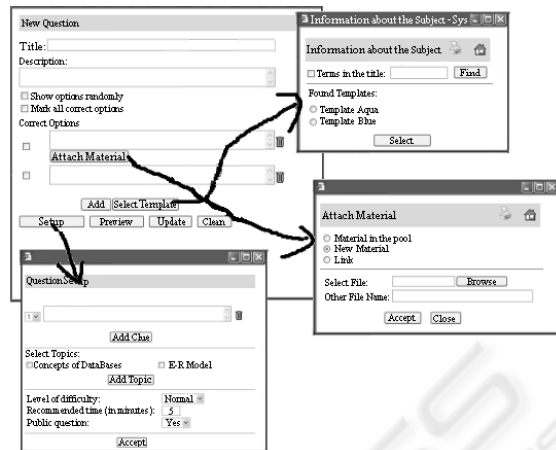 New Question
Title:
Description:
Show options randomly
Mark all correct options
Correct Options
Attach Material
Add Select Template
Setup Preview Update Clean
Information about the Subject - Sys
Information about the Subject
Terms in the title: Find
Found Templates:
Template Aqua
Template Blue
Select
Attach Material
Material in the pool
New Material
Link
Select File: Browse
Other File Name:
Accept Close
Question Setup
1
Add Clue
Select Topics:
Concepts of DataBases E-R Model
Add Topic
Level of difficulty: Normal
Recommended time (in minutes): 5
Public question: Yes
Accept